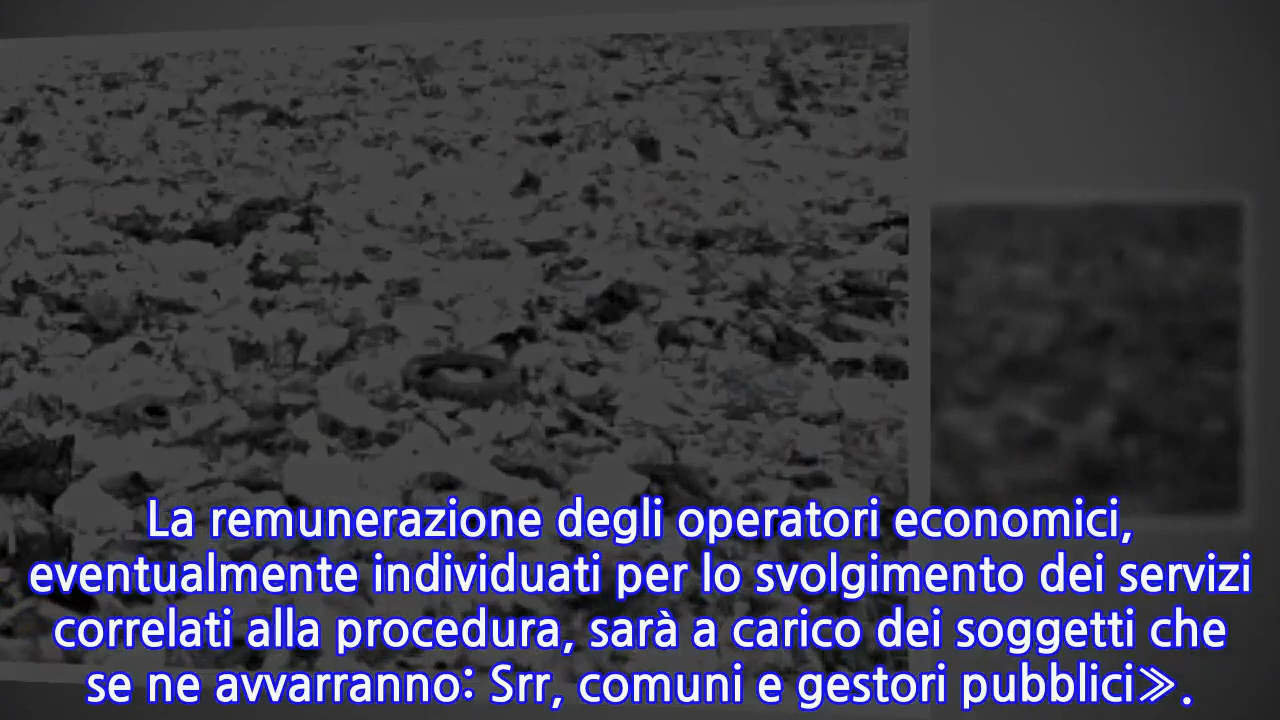 La remunerazione degli operatori economici,
eventualmente individuati per lo svolgimento dei servizi
correlati alla procedura, sarà a carico dei soggetti che
se ne avvarranno: Srr, comuni e gestori pubblici≫.